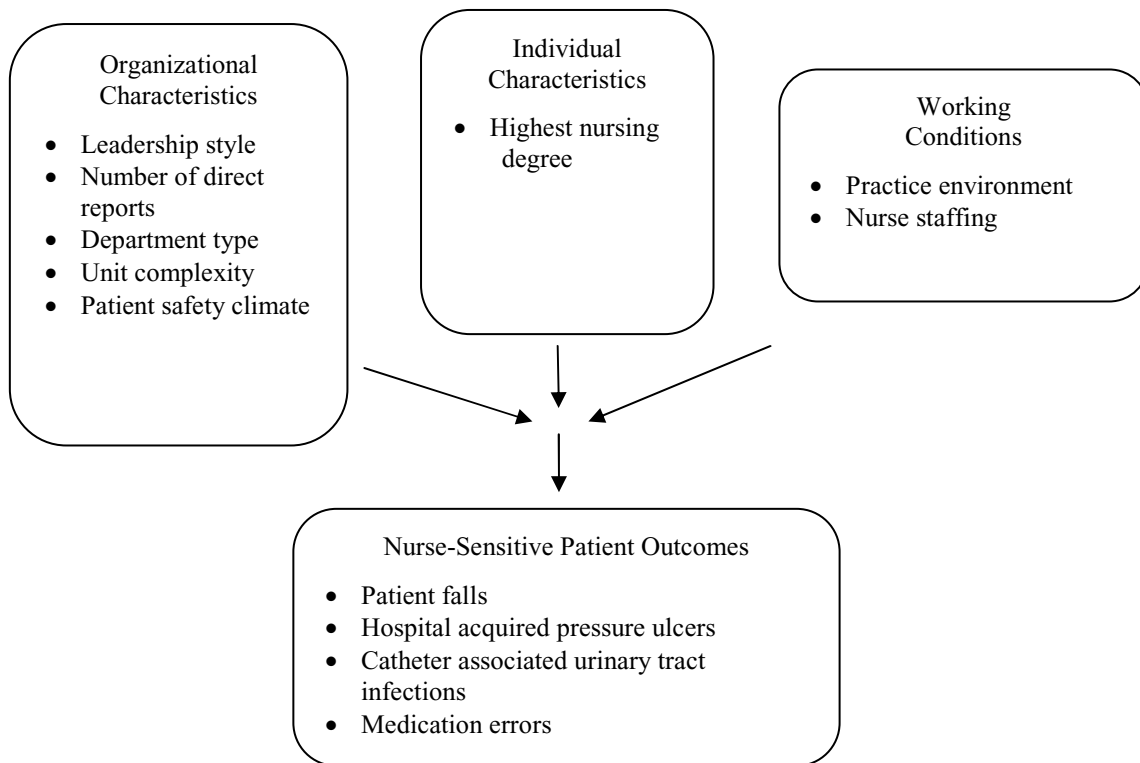 Organizational
Characteristics
• Leadership style
• Number of direct
reports
• Department type
• Unit complexity
• Patient safety climate
Individual
Characteristics
• Highest nursing
degree
Working
Conditions
• Practice environment
• Nurse staffing
Nurse-Sensitive Patient Outcomes
• Patient falls
• Hospital acquired pressure ulcers
• Catheter associated urinary tract
infections
• Medication errors